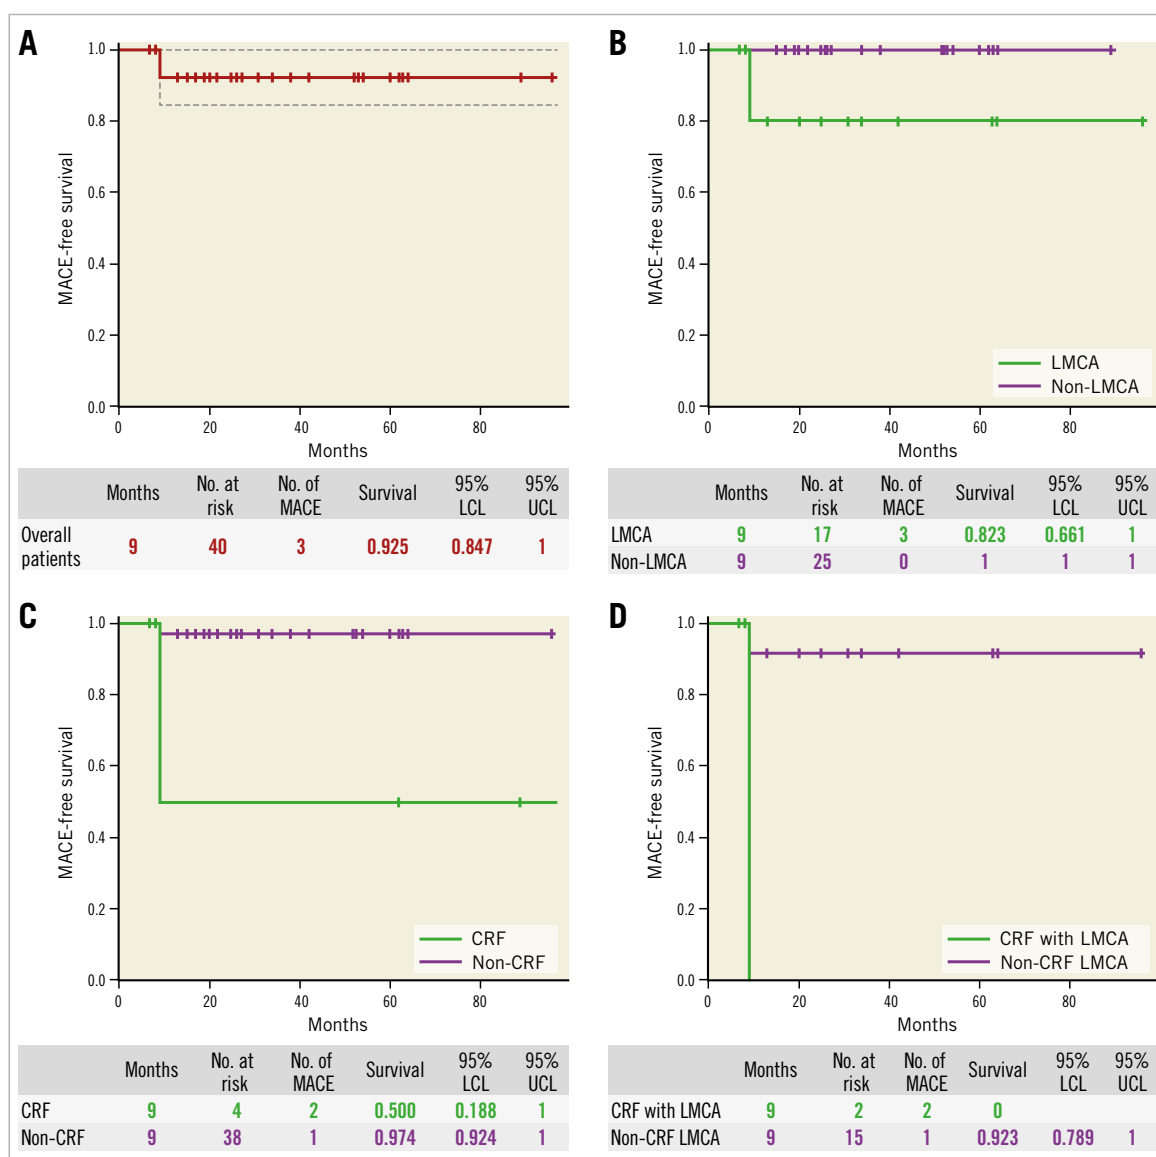 A
1.0
0.8
0.6
0.4
0.2
0.0
MACE-free survival
0 20 40 60 80
Months
Months No. at risk No. of MACE Survival 95% LCL 95% UCL
Overall patients 9 40 3 0.925 0.847 1
B
1.0
0.8
0.6
0.4
0.2
0.0
MACE-free survival
LMCA
Non-LMCA
0 20 40 60 80
Months
Months No. at risk No. of MACE Survival 95% LCL 95% UCL
LMCA 9 17 3 0.823 0.661 1
Non-LMCA 9 25 0 1 1 1
C
1.0
0.8
0.6
0.4
0.2
0.0
MACE-free survival
CRF
Non-CRF
0 20 40 60 80
Months
Months No. at risk No. of MACE Survival 95% LCL 95% UCL
CRF 9 4 2 0.500 0.188 1
Non-CRF 9 38 1 0.974 0.924 1
D
1.0
0.8
0.6
0.4
0.2
0.0
MACE-free survival
CRF with LMCA
Non-CRF LMCA
0 20 40 60 80
Months
Months No. at risk No. of MACE Survival 95% LCL 95% UCL
CRF with LMCA 9 2 2 0
Non-CRF LMCA 9 15 1 0.923 0.789 1